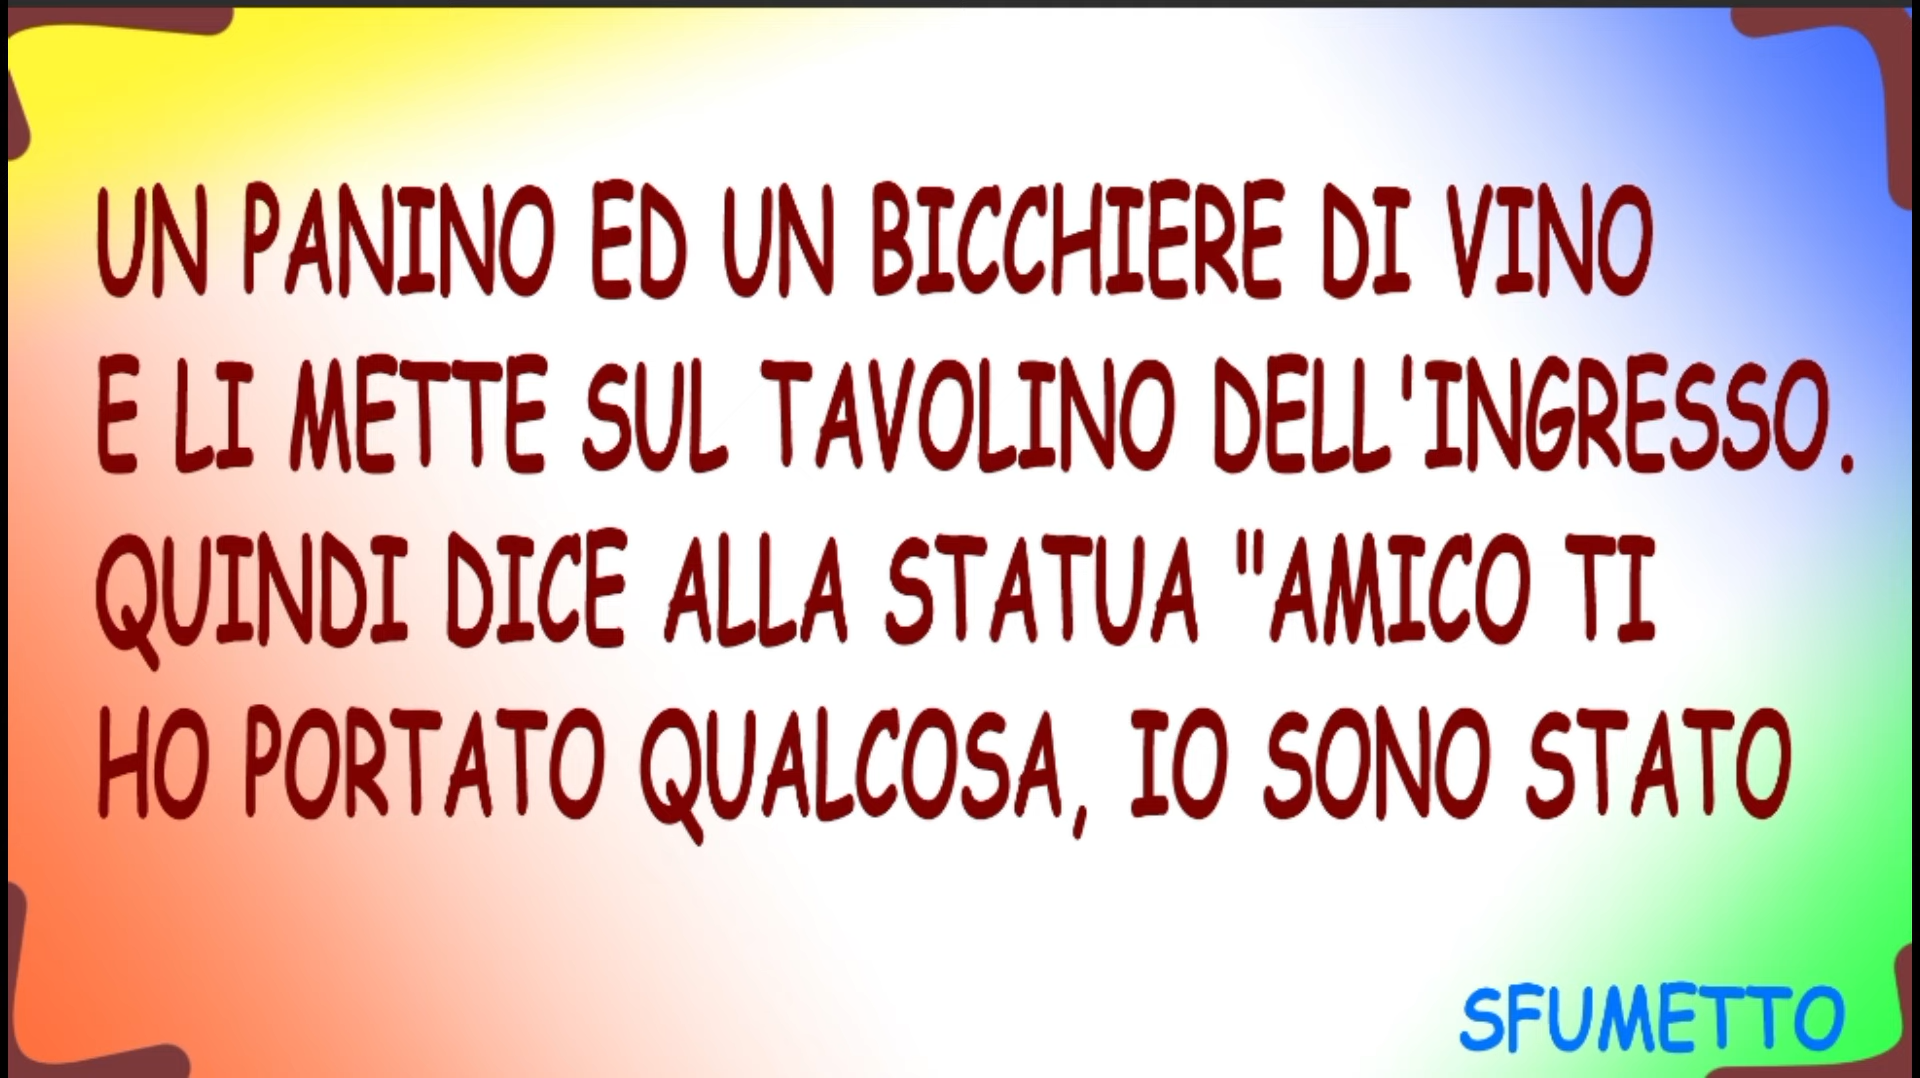 UN PANINO ED UN BICCHIERE DI VINO
E LI METTE SUL TAVOLINO DELL'INGRESSO.
QUINDI DICE ALLA STATUA "AMICO TI
HO PORTATO QUALCOSA, IO SONO STATO
SFUMETTO